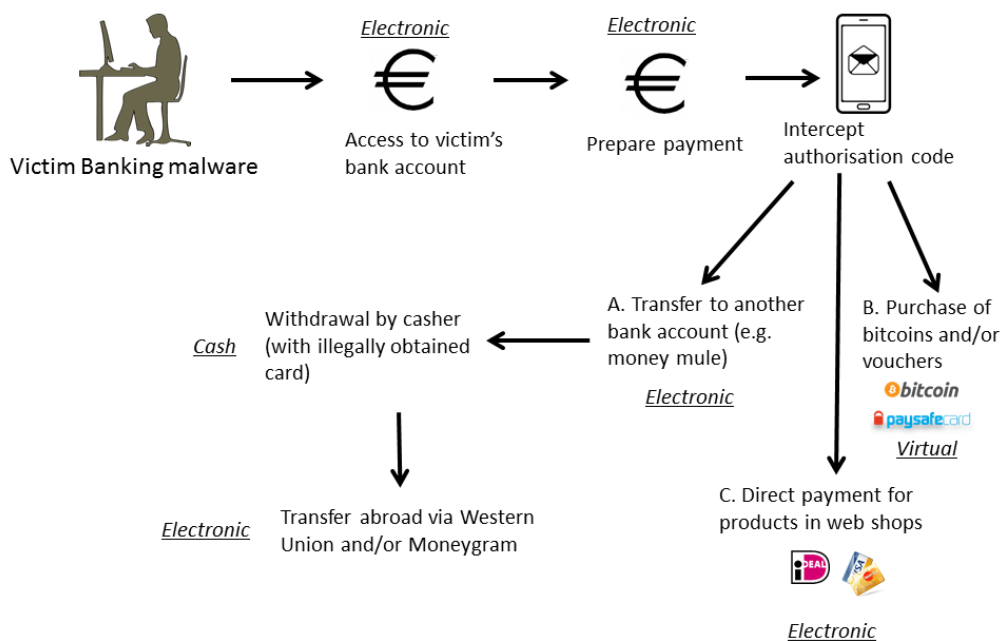 Electronic
Electronic
Victim Banking malware
Access to victim's
bank account
Prepare payment
Intercept
authorisation code
A. Transfer to another
bank account (e.g.
money mule)
Electronic
B. Purchase of
bitcoins and/or
vouchers
bitcoin
paysafecard
Virtual
Cash
Withdrawal by casher
(with illegally obtained
card)
Electronic
Transfer abroad via Western
Union and/or Moneygram
C. Direct payment for
products in web shops
iDEAL
VISA
Electronic